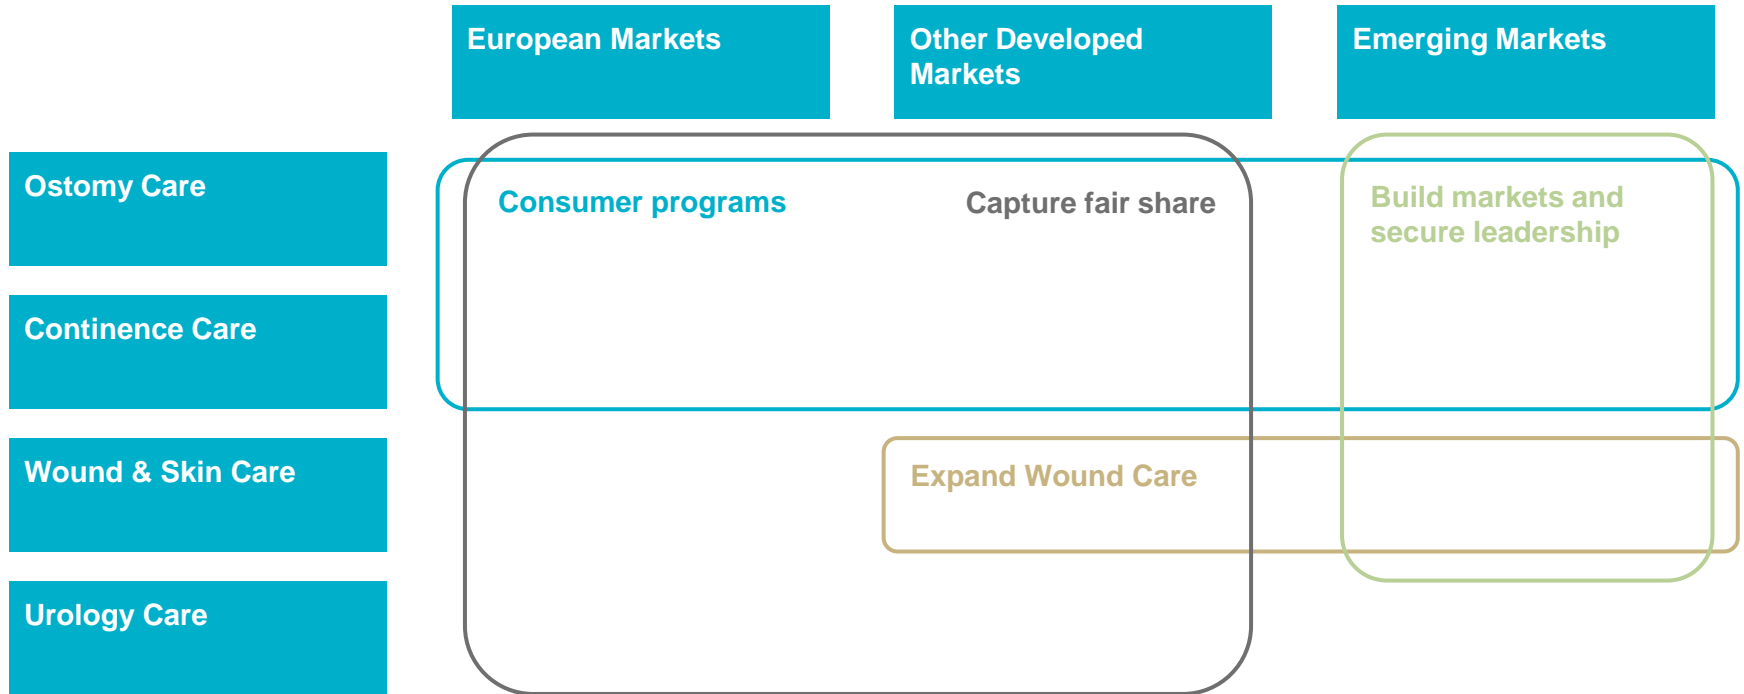 European Markets
Other Developed
Markets
Emerging Markets
Ostomy Care
Consumer programs
Capture fair share
Build markets and
secure leadership
Continence Care
Wound & Skin Care
Expand Wound Care
Urology Care